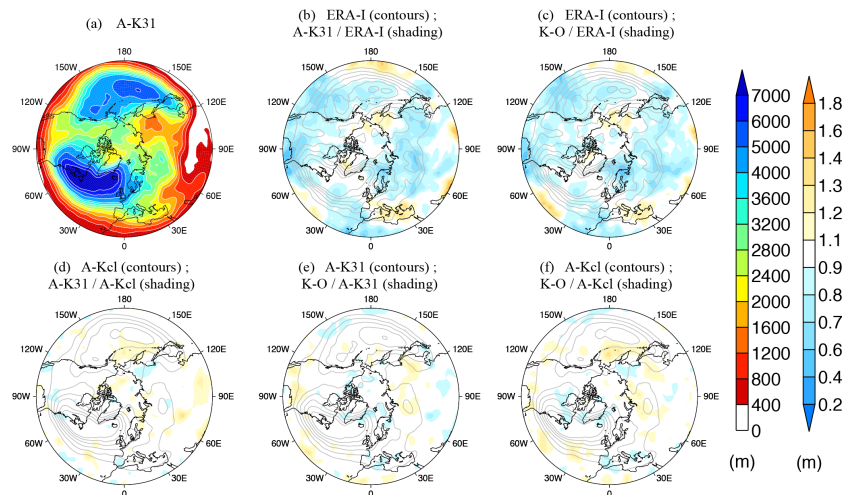 (a) A-K31
(b) ERA-I (contours) ;
A-K31 / ERA-I (shading)
(c) ERA-I (contours) ;
K-O / ERA-I (shading)
180
150W
150E
120W
120E
90W
90E
60W
60E
30W
30E
0
180
150W
150E
120W
120E
90W
90E
60W
60E
30W
30E
0
180
150W
150E
120W
120E
90W
90E
60W
60E
30W
30E
0
(d) A-Kcl (contours) ;
A-K31 / A-Kcl (shading)
(e) A-K31 (contours) ;
K-O / A-K31 (shading)
(f) A-Kcl (contours) ;
K-O / A-Kcl (shading)
180
150W
150E
120W
120E
90W
90E
60W
60E
30W
30E
0
180
150W
150E
120W
120E
90W
90E
60W
60E
30W
30E
0
180
150W
150E
120W
120E
90W
90E
60W
60E
30W
30E
0
7000
6000
5000
4000
3600
3200
2800
2400
2000
1600
1200
800
400
0
(m)
1.8
1.6
1.4
1.3
1.2
1.1
0.9
0.8
0.7
0.6
0.4
0.2
(m)